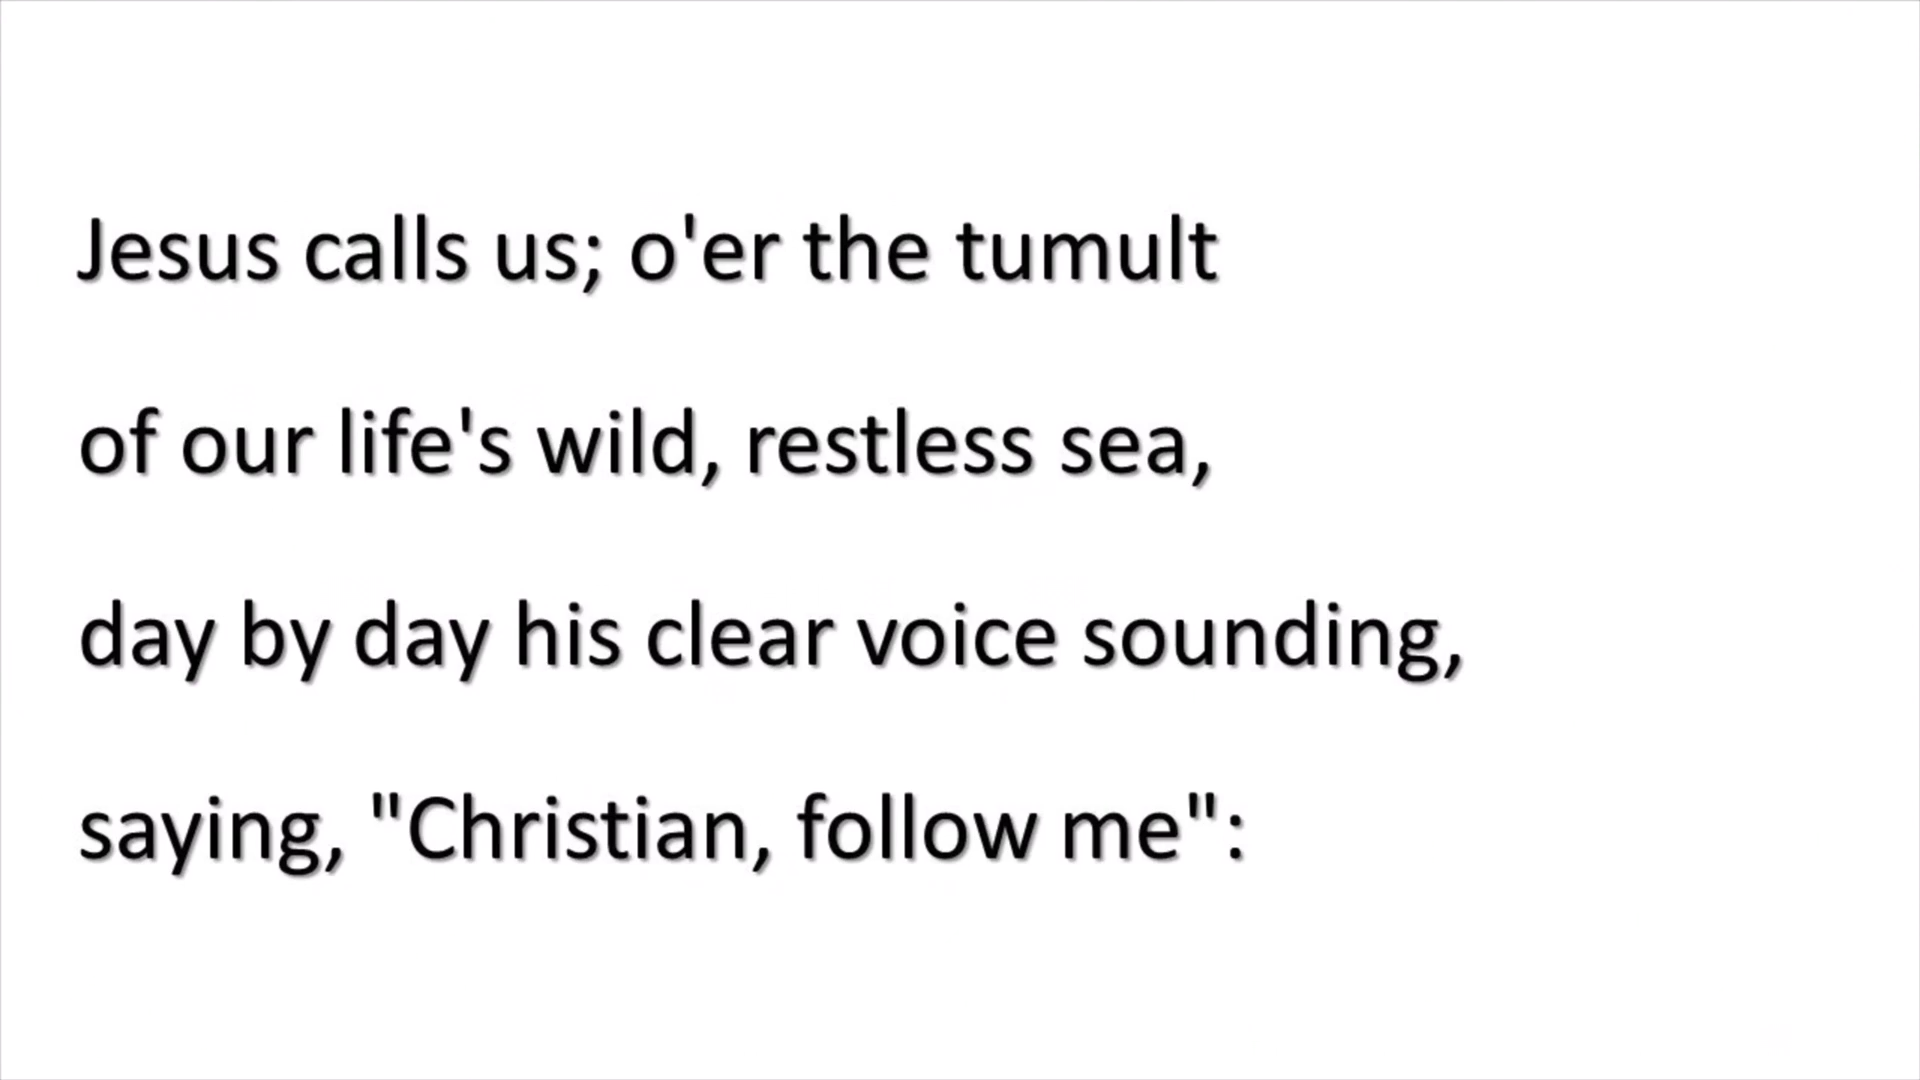 Jesus calls us; o'er the tumult
of our life's wild, restless sea,
day by day his clear voice sounding,
saying, "Christian, follow me":